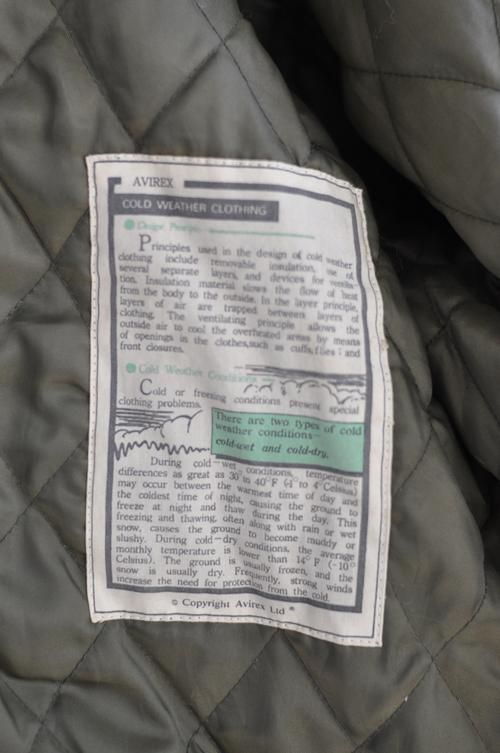 AVIREX
COLD WEATHER CLOTHING
Design Principles
Principles used in the design of cold weather
clothing include removable insulation, use of
several separate layers, and devices for ventila-
tion. Insulation material slows the flow of heat
from the body to the outside. In the layer principle,
layers of air are trapped between layers of
clothing. The ventilating principle allows the
outside air to cool the overheated areas by means
of openings in the clothes,such as cuffs,flies ; and
front closures.
Cold Weather Conditions
Cold or freezing conditions present special
clothing problems.
There are two types of cold
weather conditions—
cold-wet and cold-dry.
During cold-wet conditions, temperature
differences as great as 30° to 40°F (-1° to 4°Celsius)
may occur between the warmest time of day and
the coldest time of night, causing the ground to
freeze at night and thaw during the day. This
freezing and thawing, often along with rain or wet
snow, causes the ground to become muddy or
slushy. During cold-dry conditions, the average
monthly temperature is lower than 14°F (-10°
Celsius). The ground is usually frozen, and the
snow is usually dry. Frequently, strong winds
increase the need for protection from the cold.
© Copyright Avirex Ltd ®